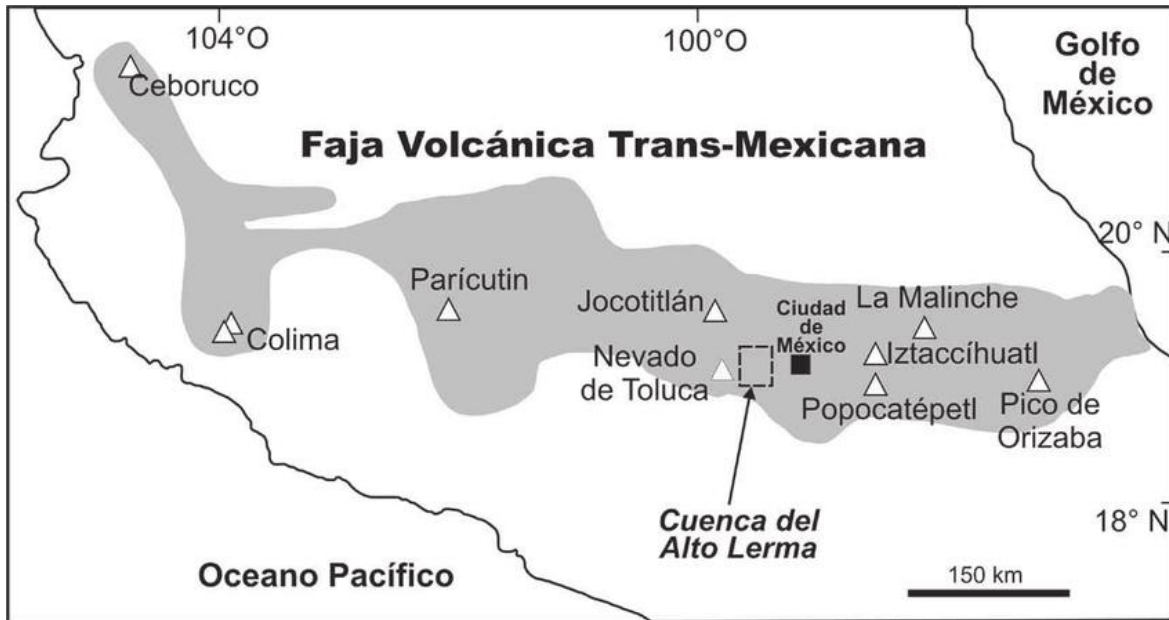 104°O
100°O
Golfo
de
México
Ceboruco
Faja Volcánica Trans-Mexicana
20° N
Parícutin
Jocotitlán
Ciudad
de
México
La Malinche
Colima
Iztaccíhuatl
Nevado
de Toluca
Popocatépetl
Pico de
Orizaba
Cuenca del
Alto Lerma
18° N
Oceano Pacífico
150 km